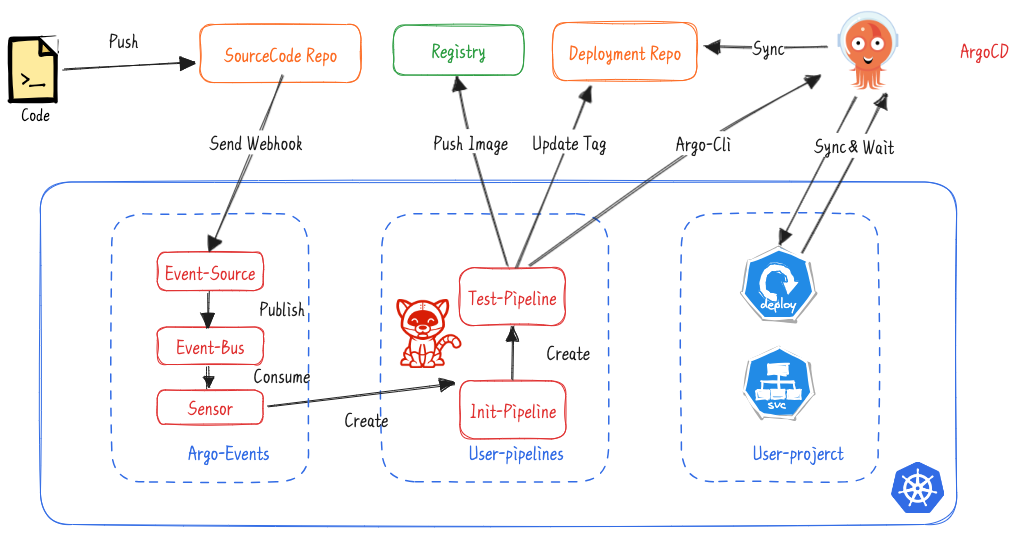 Push
SourceCode Repo
Registry
Deployment Repo
Sync
ArgoCD
>_
Code
Send Webhook
Push Image
Update Tag
Argo-Cli
Sync & Wait
Event-Source
Publish
Event-Bus
Consume
Sensor
Create
Argo-Events
Test-Pipeline
Create
Init-Pipeline
User-pipelines
deploy
svc
User-projerct